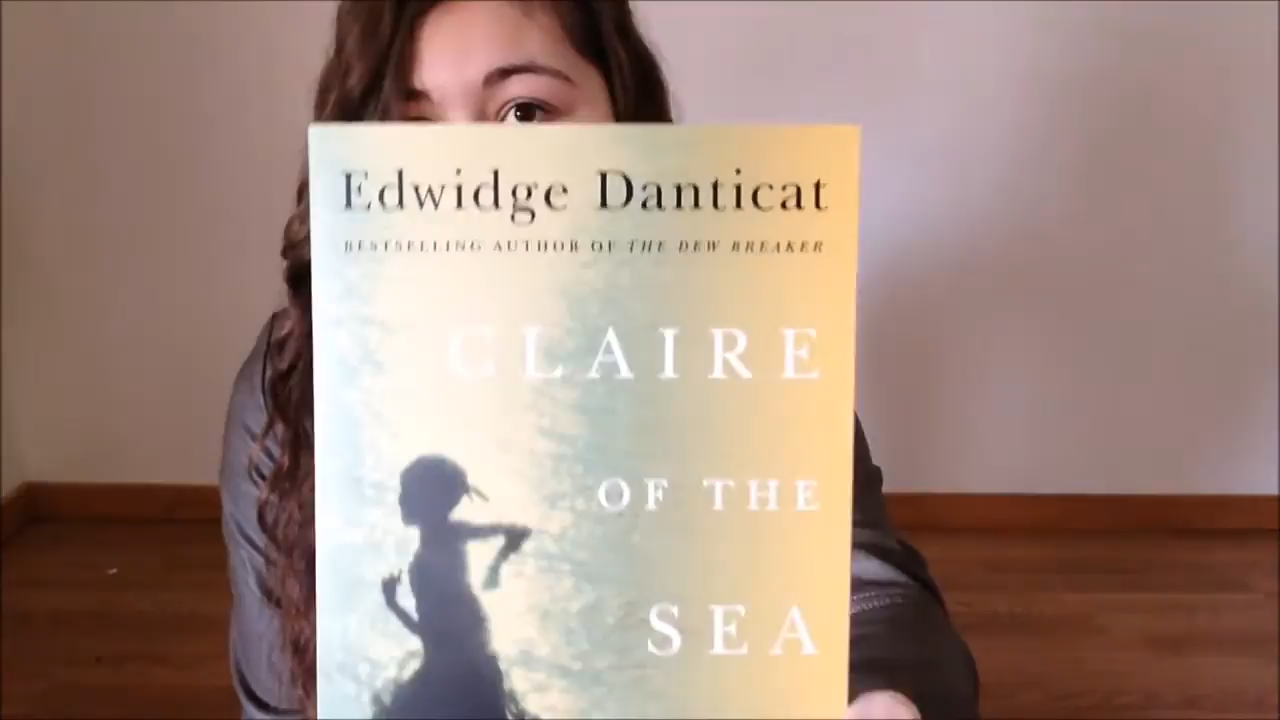 Edwidge Danticat
BESTSELLING AUTHOR OF THE DEW BREAKER
CLAIRE
OF THE
SEA